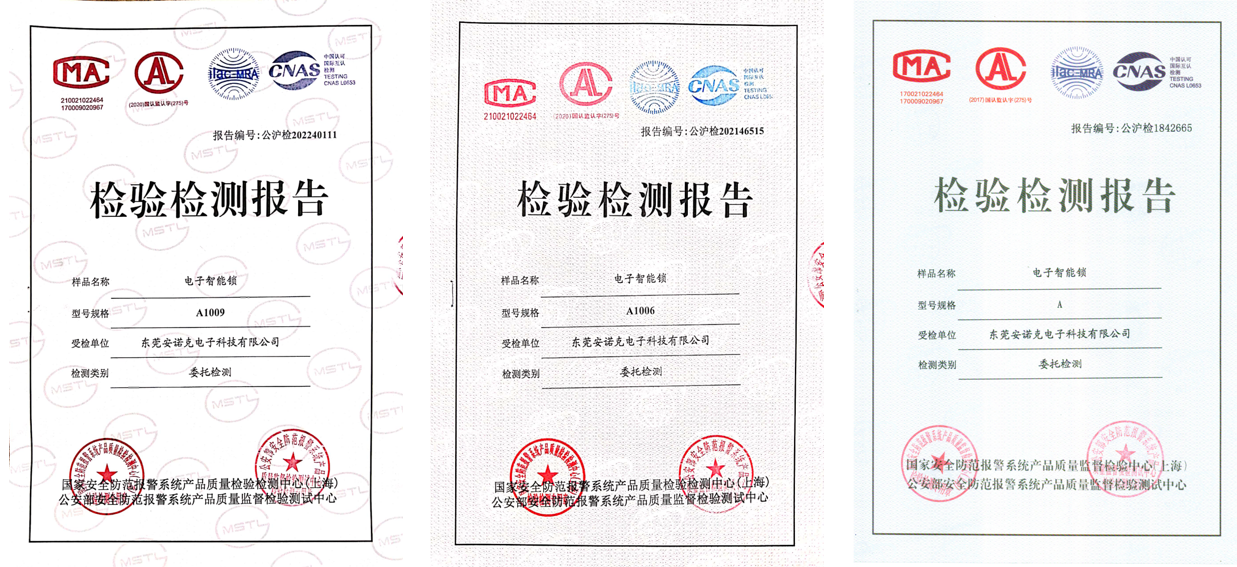 MA
AL
ilac-MRA
CNAS
中国认可
国际互认
检测
TESTING
CNAS L0653
210021022464
170009020967
(2020)国认监认字(275)号
报告编号:公沪检202240111
检验检测报告
样品名称 电子智能锁
型号规格 A1009
受检单位 东莞安诺克电子科技有限公司
检测类别 委托检测
国家安全防范报警系统产品质量检验检测中心(上海)
公安部安全防范报警系统产品质量监督检验测试中心
MSTL
MA
AL
ilac-MRA
CNAS
中国认可
国际互认
检测
TESTING
210021022464
(2020)国认监认字(275)号
报告编号:公沪检202146515
检验检测报告
样品名称 电子智能锁
型号规格 A1006
受检单位 东莞安诺克电子科技有限公司
检测类别 委托检测
国家安全防范报警系统产品质量检验检测中心(上海)
公安部安全防范报警系统产品质量监督检验测试中心
MA
AL
ilac-MRA
CNAS
中国认可
国际互认
检测
TESTING
CNAS L0653
170021022464
170009020967
(2017)国认监认字(275)号
报告编号:公沪检1842665
检验检测报告
样品名称 电子智能锁
型号规格 A
受检单位 东莞安诺克电子科技有限公司
检测类别 委托检测
国家安全防范报警系统产品质量监督检验中心(上海)
公安部安全防范报警系统产品质量监督检验测试中心